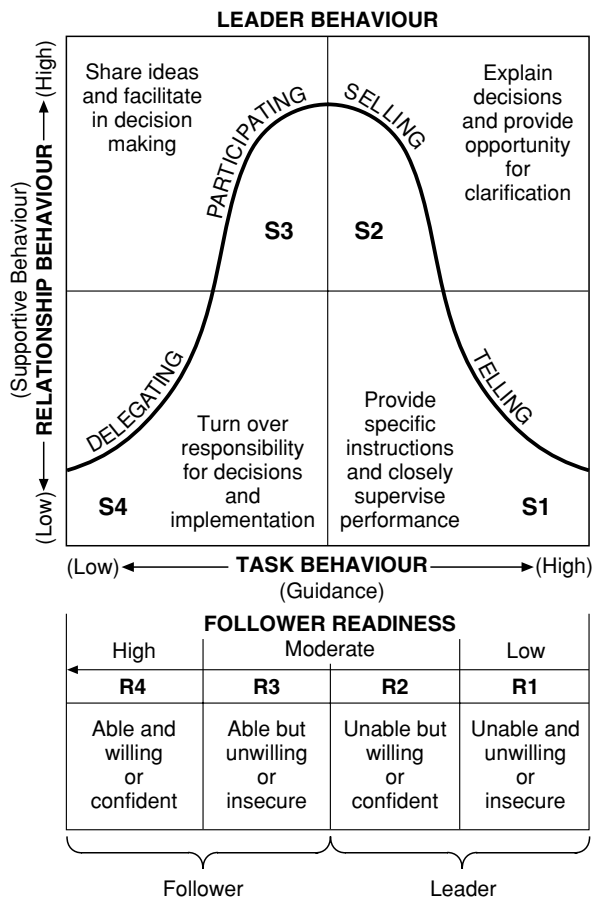 LEADER BEHAVIOUR
Share ideas
and facilitate
in decision
making
PARTICIPATING
SELLING
Explain
decisions
and provide
opportunity
for
clarification
S3
S2
(High)
RELATIONSHIP BEHAVIOUR
(Supportive Behaviour)
(Low)
DELEGATING
TELLING
Turn over
responsibility
for decisions
and
implementation
Provide
specific
instructions
and closely
supervise
performance
S4
S1
(Low) TASK BEHAVIOUR (High)
(Guidance)
FOLLOWER READINESS
High Moderate Low
R4 R3 R2 R1
Able and
willing
or
confident
Able but
unwilling
or
insecure
Unable but
willing
or
confident
Unable and
unwilling
or
insecure
Follower Leader